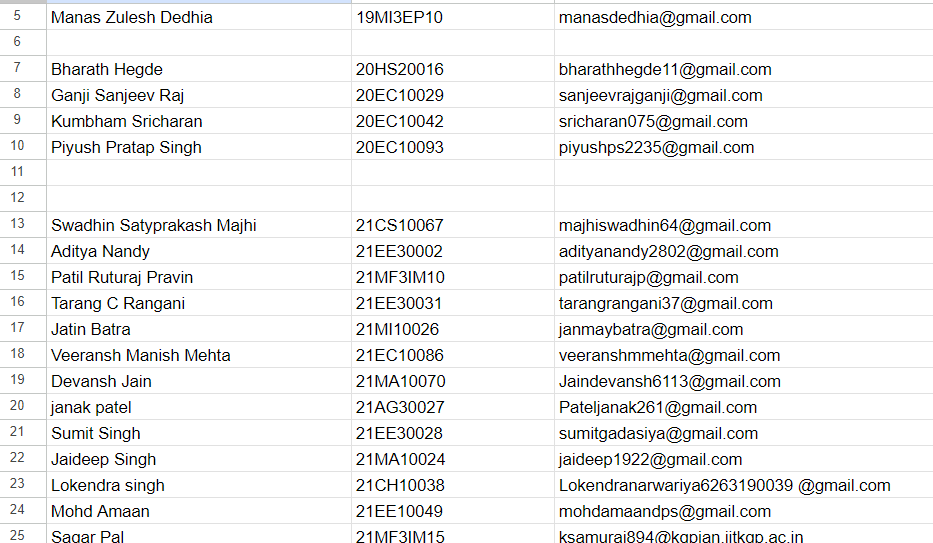 5 Manas Zulesh Dedhia 19MI3EP10 manasdedhia@gmail.com
6
7 Bharath Hegde 20HS20016 bharathhegde11@gmail.com
8 Ganji Sanjeev Raj 20EC10029 sanjeevrajganji@gmail.com
9 Kumbham Sricharan 20EC10042 sricharan075@gmail.com
10 Piyush Pratap Singh 20EC10093 piyushps2235@gmail.com
11
12
13 Swadhin Satyprakash Majhi 21CS10067 majhiswadhin64@gmail.com
14 Aditya Nandy 21EE30002 adityanandy2802@gmail.com
15 Patil Ruturaj Pravin 21MF3IM10 patilruturajp@gmail.com
16 Tarang C Rangani 21EE30031 tarangrangani37@gmail.com
17 Jatin Batra 21MI10026 janmaybatra@gmail.com
18 Veeransh Manish Mehta 21EC10086 veeranshmmehta@gmail.com
19 Devansh Jain 21MA10070 Jaindevansh6113@gmail.com
20 janak patel 21AG30027 Pateljanak261@gmail.com
21 Sumit Singh 21EE30028 sumitgadasiya@gmail.com
22 Jaideep Singh 21MA10024 jaideep1922@gmail.com
23 Lokendra singh 21CH10038 Lokendranarwariya6263190039 @gmail.com
24 Mohd Amaan 21EE10049 mohdamaandps@gmail.com
25 Sagar Pal 21MF3IM15 ksamurai894@kgpian.iitkgp.ac.in